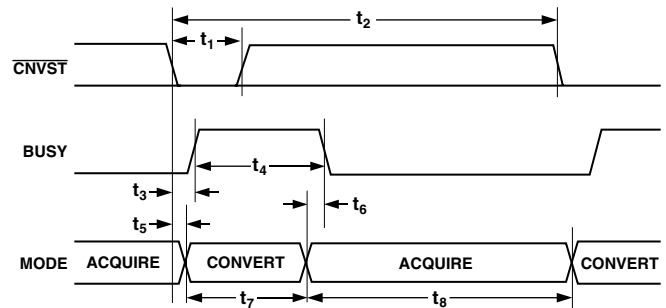 t2
t1
CNVST
BUSY
t4
t3
t6
t5
MODE ACQUIRE CONVERT ACQUIRE CONVERT
t7 t8